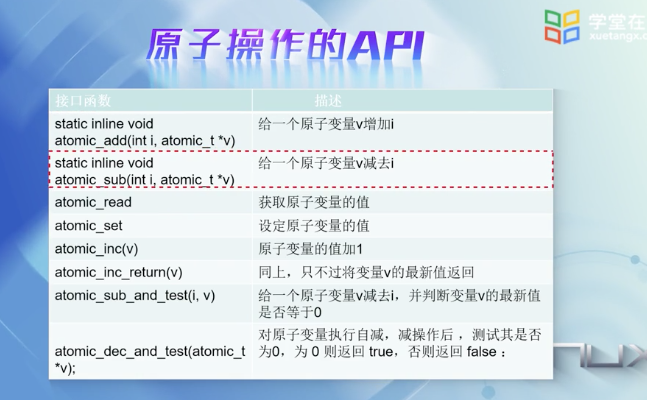 原子操作的API
学堂在
xuetangx.c
接口函数 描述
static inline void
atomic_add(int i, atomic_t *v)
给一个原子变量v增加i
static inline void
atomic_sub(int i, atomic_t *v)
给一个原子变量v减去i
atomic_read 获取原子变量的值
atomic_set 设定原子变量的值
atomic_inc(v) 原子变量的值加1
atomic_inc_return(v) 同上，只不过将变量v的最新值返回
atomic_sub_and_test(i, v)
给一个原子变量v减去i，并判断变量v的最新值
是否等于0
atomic_dec_and_test(atomic_t
*v);
对原子变量执行自减，减操作后 ，测试其是否
为0，为 0 则返回 true，否则返回 false ；